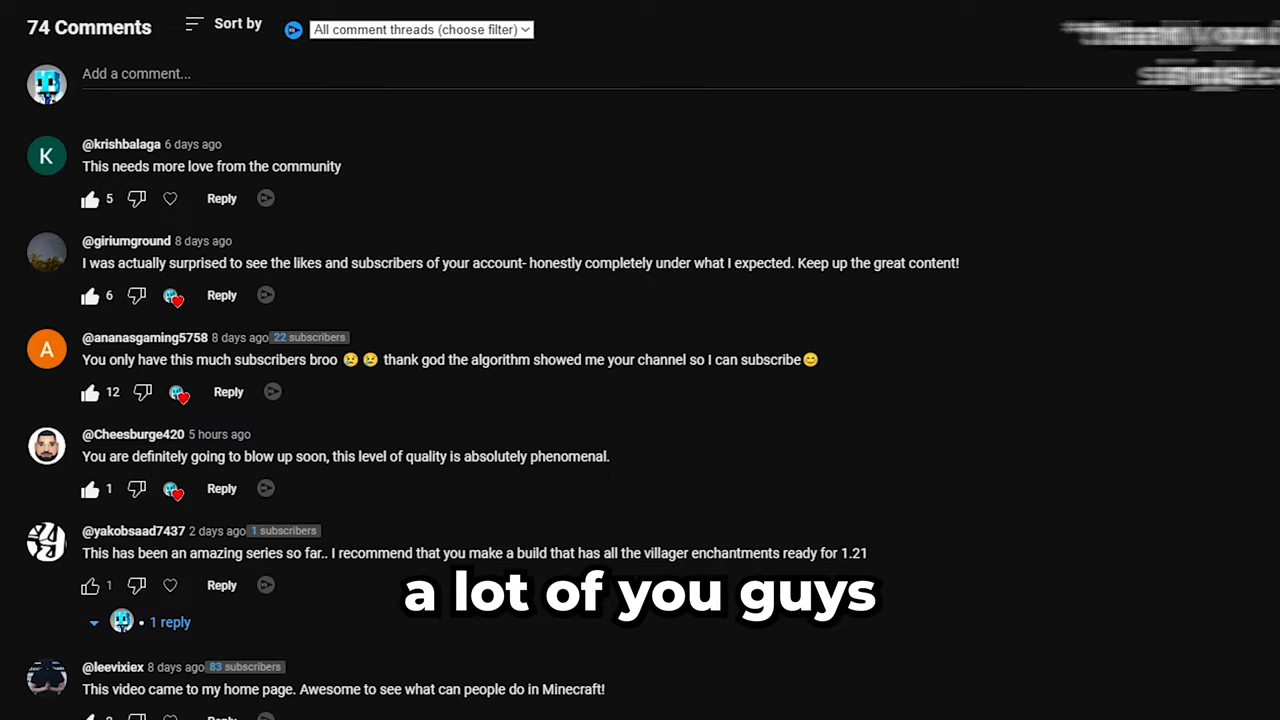 74 Comments
Sort by
All comment threads (choose filter)
Add a comment...
K
@krishbalaga 6 days ago
This needs more love from the community
5 Reply
@giriumground 8 days ago
I was actually surprised to see the likes and subscribers of your account- honestly completely under what I expected. Keep up the great content!
6 Reply
A
@ananasgaming5758 8 days ago 22 subscribers
You only have this much subscribers broo 😢 😢 thank god the algorithm showed me your channel so I can subscribe😊
12 Reply
@Cheesburge420 5 hours ago
You are definitely going to blow up soon, this level of quality is absolutely phenomenal.
1 Reply
@yakobsaad7437 2 days ago 1 subscribers
This has been an amazing series so far.. I recommend that you make a build that has all the villager enchantments ready for 1.21
1 Reply
a lot of you guys
• 1 reply
@leevixiex 8 days ago 83 subscribers
This video came to my home page. Awesome to see what can people do in Minecraft!